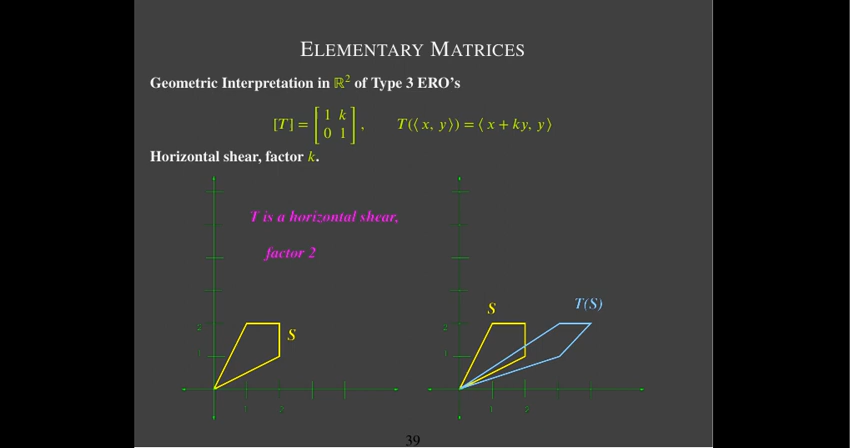 ELEMENTARY MATRICES
Geometric Interpretation in ℝ² of Type 3 ERO's
[T] = [ 1 k
0 1 ] , T(⟨ x, y ⟩) = ⟨ x + ky, y ⟩
Horizontal shear, factor k.
T is a horizontal shear,
factor 2
S
2
1
1 2
S T(S)
2
1
1 2
39